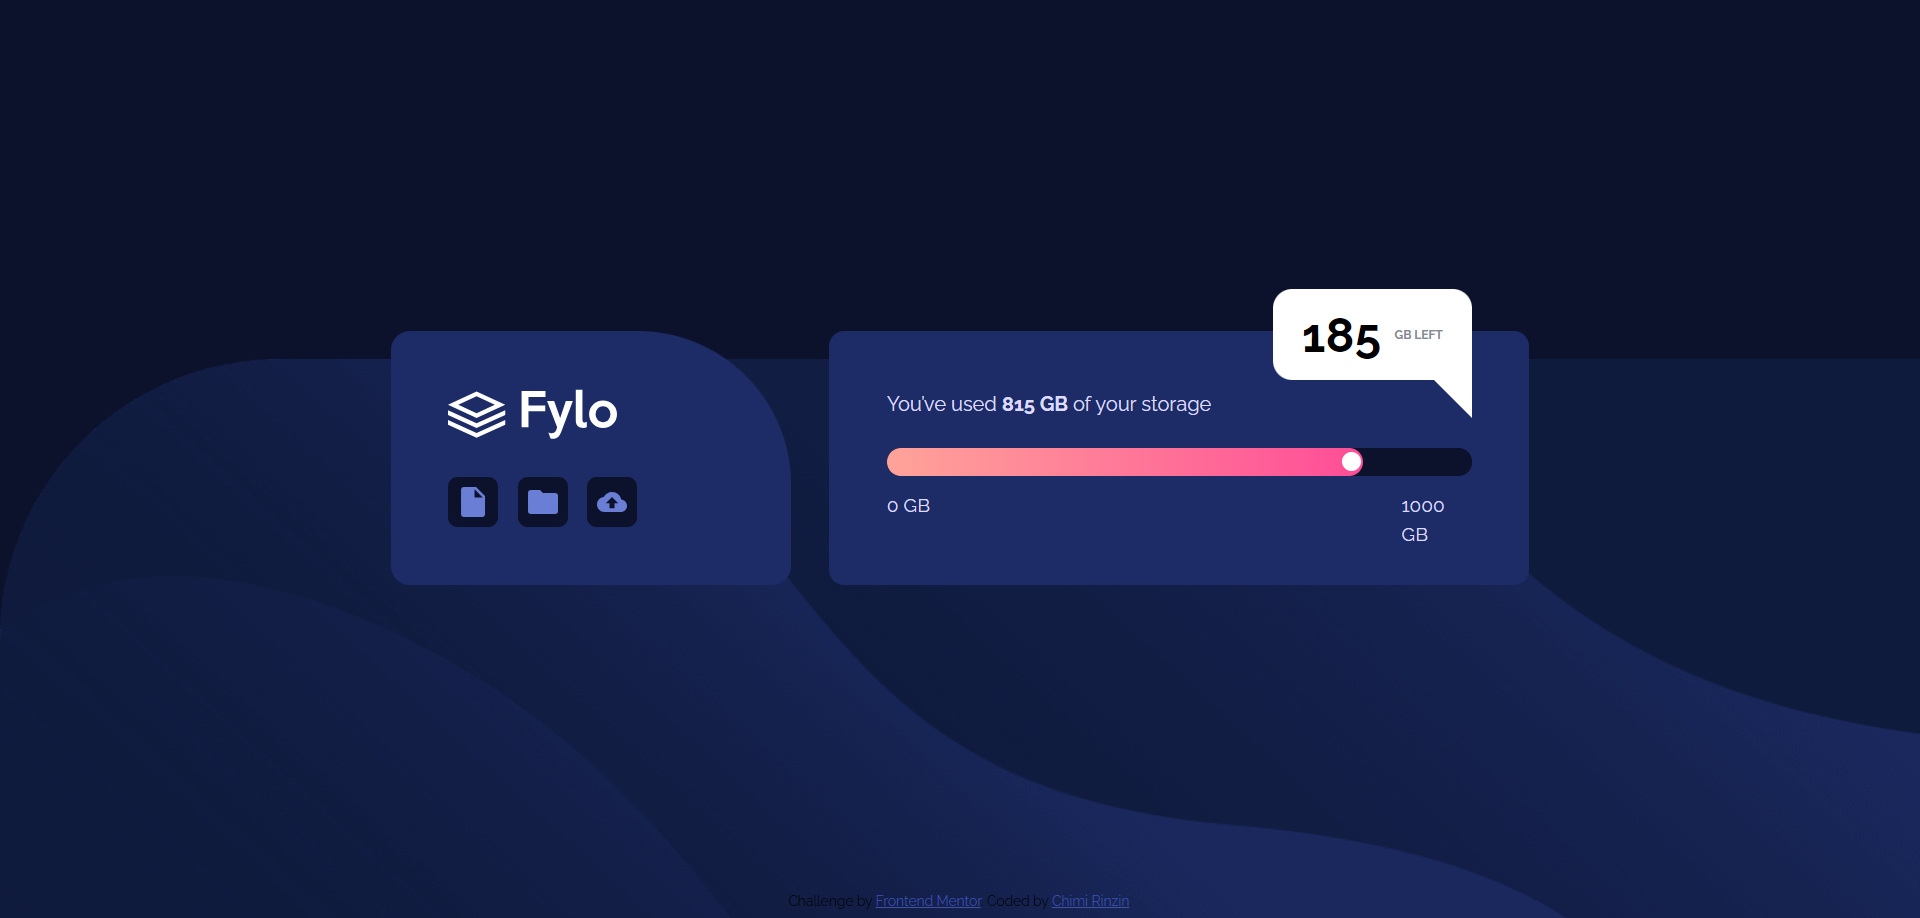 185 GB LEFT
Fylo
You've used 815 GB of your storage
0 GB
1000
GB
Challenge by Frontend Mentor Coded by Chimi Rinzin